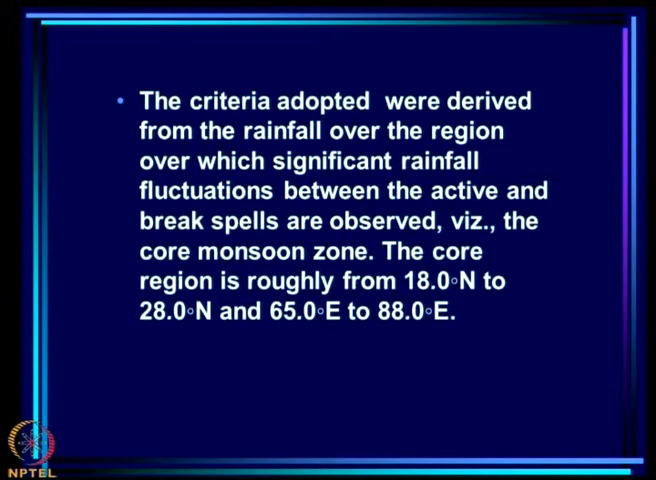 • The criteria adopted were derived
from the rainfall over the region
over which significant rainfall
fluctuations between the active and
break spells are observed, viz., the
core monsoon zone. The core
region is roughly from 18.0◦N to
28.0◦N and 65.0◦E to 88.0◦E.
NPTEL